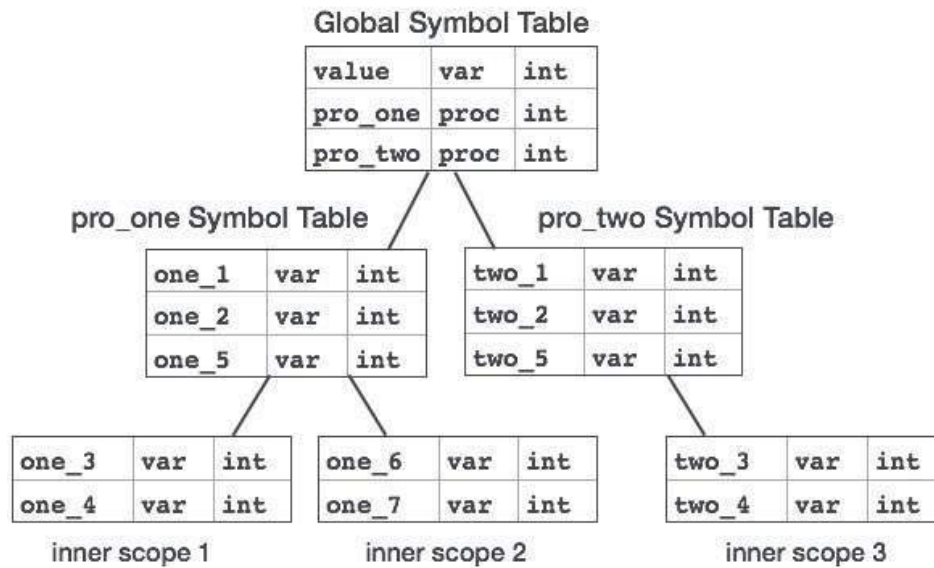 Global Symbol Table
value var int
pro_one proc int
pro_two proc int
pro_one Symbol Table
one_1 var int
one_2 var int
one_5 var int
pro_two Symbol Table
two_1 var int
two_2 var int
two_5 var int
one_3 var int
one_4 var int
inner scope 1
one_6 var int
one_7 var int
inner scope 2
two_3 var int
two_4 var int
inner scope 3